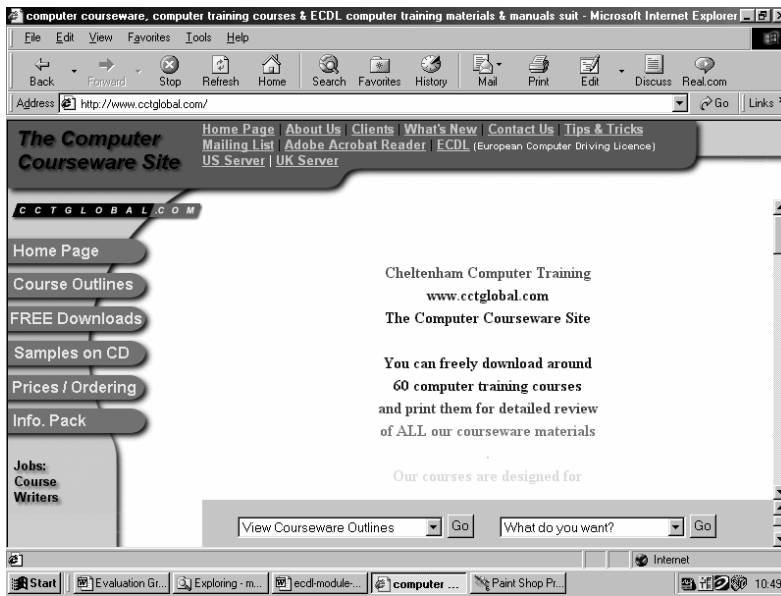 computer courseware, computer training courses & ECDL computer training materials & manuals suit - Microsoft Internet Explorer
File Edit View Favorites Tools Help
Back Forward Stop Refresh Home Search Favorites History Mail Print Edit Discuss Real.com
Address http://www.cctglobal.com/ Go Links
The Computer
Courseware Site
Home Page | About Us | Clients | What's New | Contact Us | Tips & Tricks
Mailing List | Adobe Acrobat Reader | ECDL (European Computer Driving Licence)
US Server | UK Server
CCTGLOBAL.COM
Home Page
Course Outlines
FREE Downloads
Samples on CD
Prices / Ordering
Info. Pack
Jobs:
Course
Writers
Cheltenham Computer Training
www.cctglobal.com
The Computer Courseware Site
You can freely download around
60 computer training courses
and print them for detailed review
of ALL our courseware materials
.
Our courses are designed for
View Courseware Outlines Go What do you want? Go
Internet
Start Evaluation Gr... Exploring - m... ecdl-module-... computer ... Paint Shop Pr... 10:49